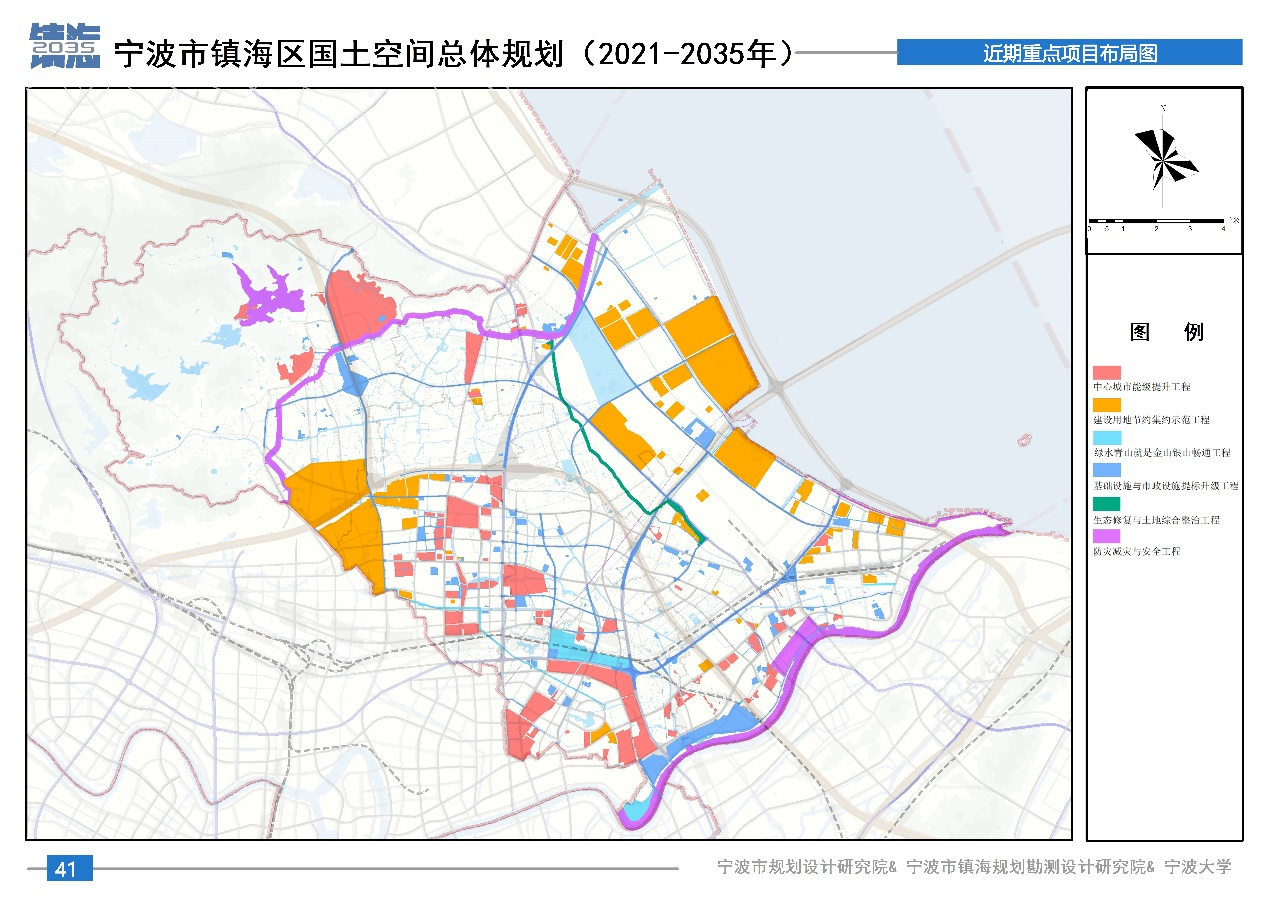 镇海
2035
宁波市镇海区国土空间总体规划（2021-2035年）
近期重点项目布局图
0 .5 1 2 3 4
图 例
中心城市能级提升工程
建设用地节约集约示范工程
绿水青山就是金山银山畅通工程
基础设施与市政设施提标升级工程
生态修复与土地综合整治工程
防灾减灾与安全工程
41
宁波市规划设计研究院& 宁波市镇海规划勘测设计研究院& 宁波大学